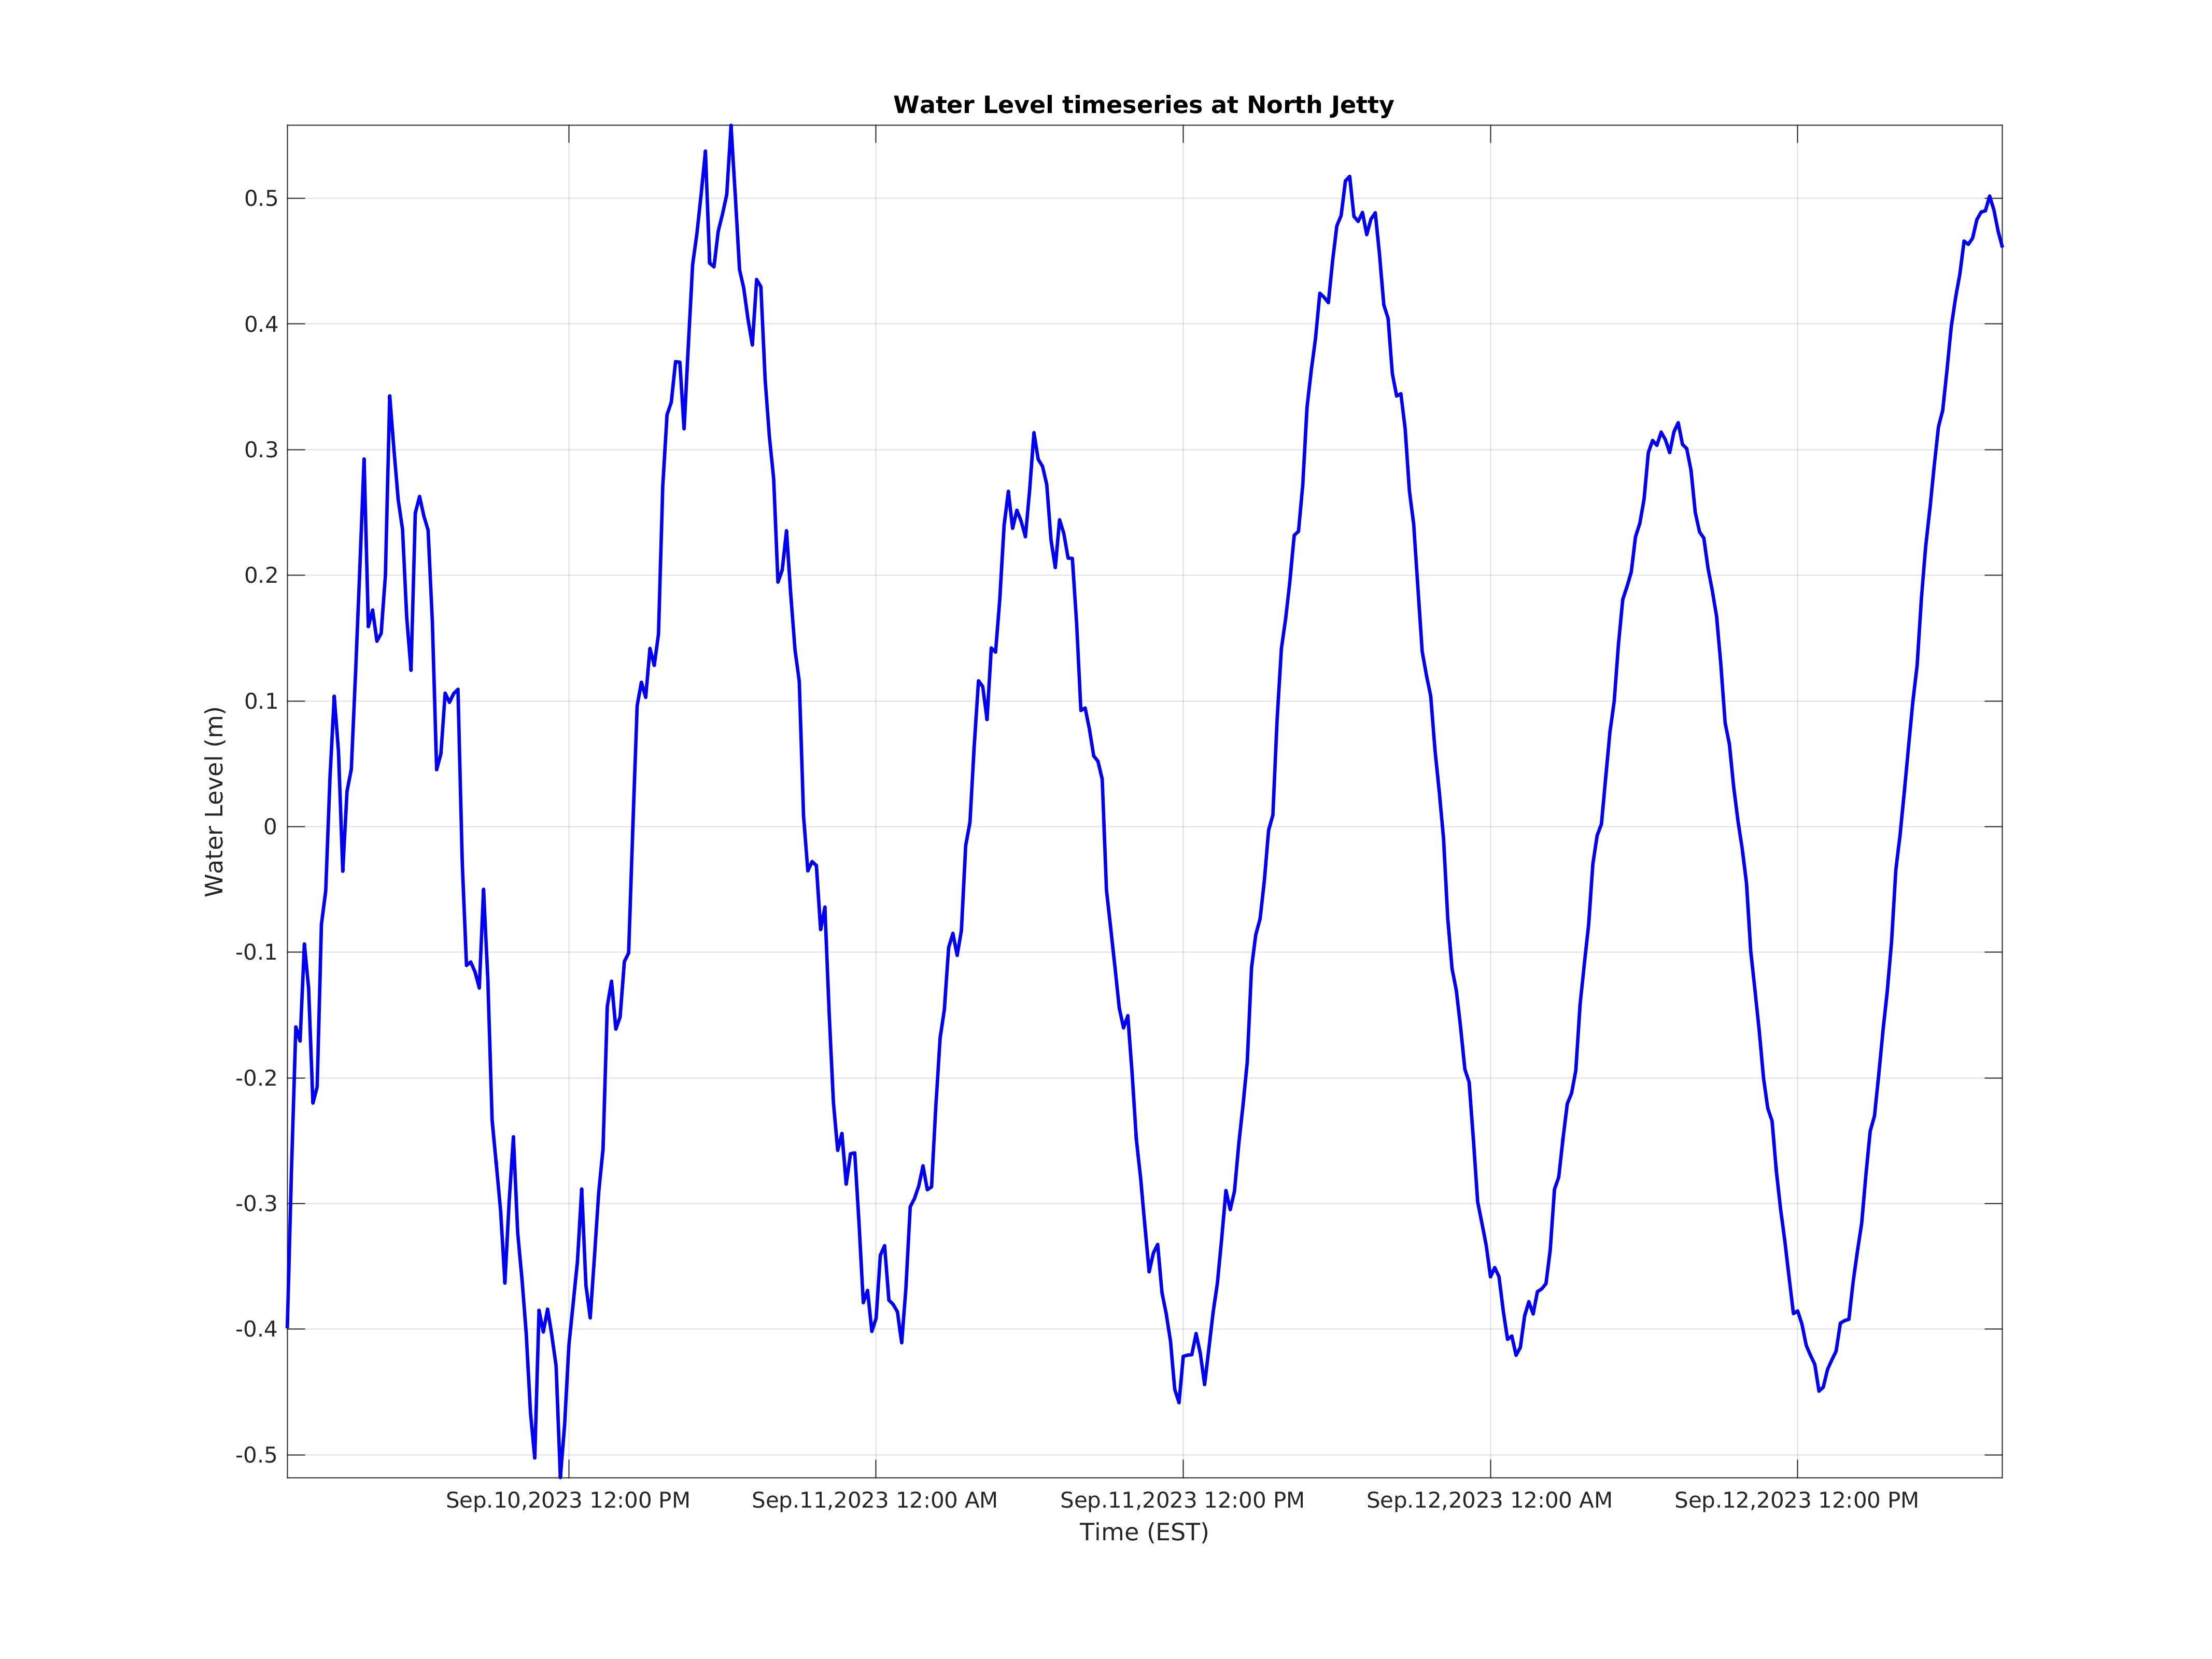 Water Level timeseries at North Jetty
0.5
0.4
0.3
0.2
0.1
0
-0.1
-0.2
-0.3
-0.4
-0.5
Water Level (m)
Sep.10,2023 12:00 PM
Sep.11,2023 12:00 AM
Sep.11,2023 12:00 PM
Sep.12,2023 12:00 AM
Sep.12,2023 12:00 PM
Time (EST)